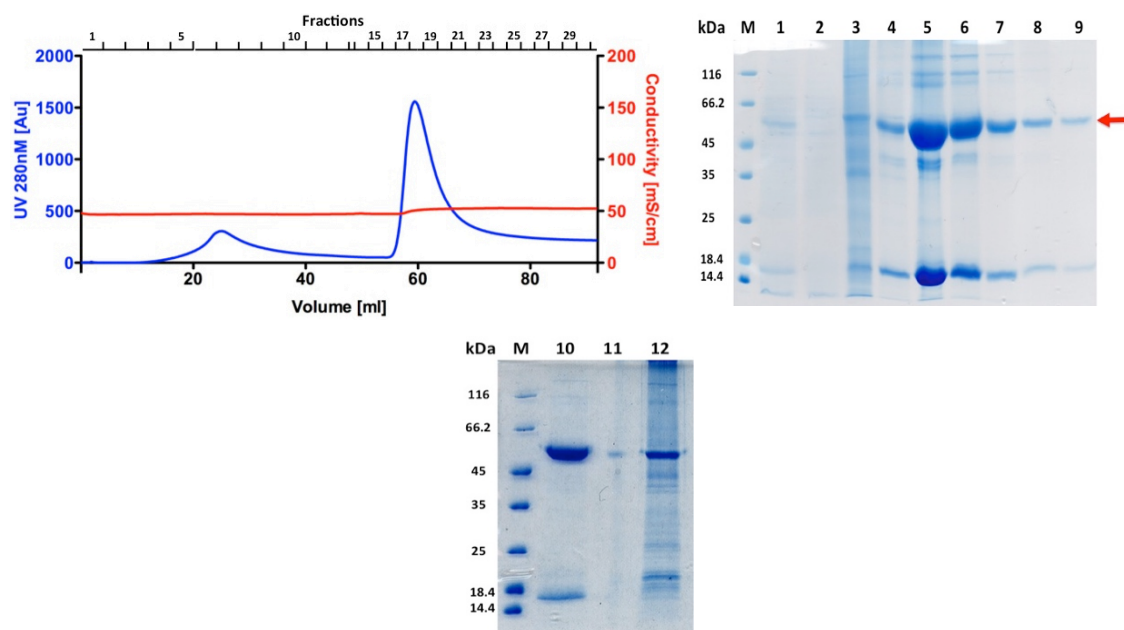 Fractions
1 5 10 15 17 19 21 23 25 27 29
2000 200
1500 150
1000 100
500 50
0 0
UV 280nM [Au]
Conductivity [mS/cm]
20 40 60 80
Volume [ml]
kDa M 1 2 3 4 5 6 7 8 9
116
66.2
45
35
25
18.4
14.4
kDa M 10 11 12
116
66.2
45
35
25
18.4
14.4